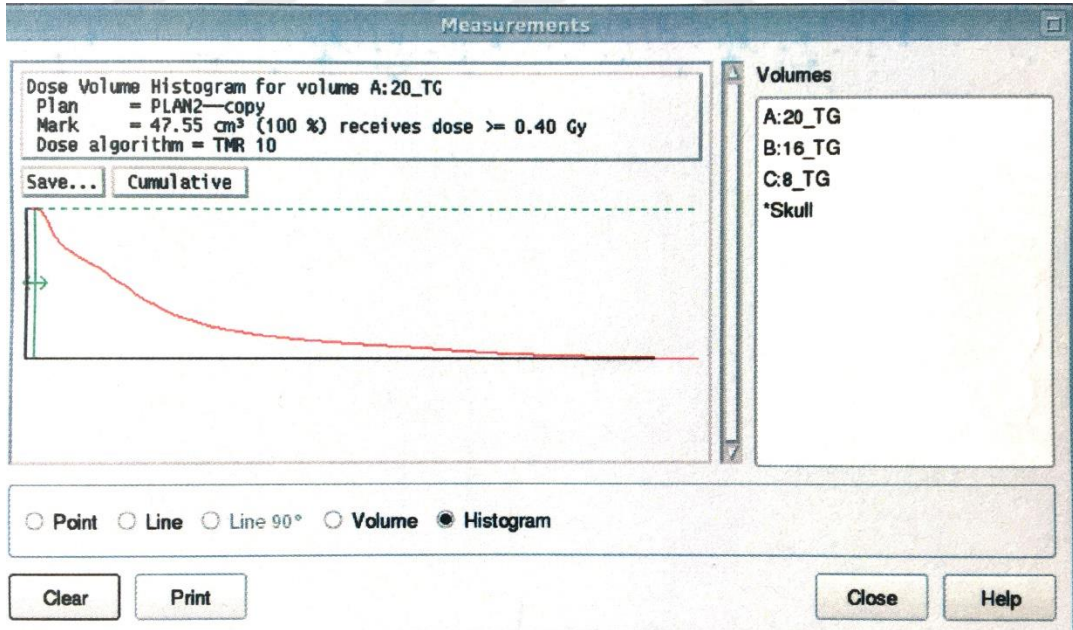 Measurements
Dose Volume Histogram for volume A:20_TG
Plan = PLAN2—copy
Mark = 47.55 cm³ (100 %) receives dose >= 0.40 Gy
Dose algorithm = TMR 10
Save... Cumulative
Volumes
A:20_TG
B:16_TG
C:8_TG
*Skull
Point Line Line 90° Volume Histogram
Clear Print Close Help